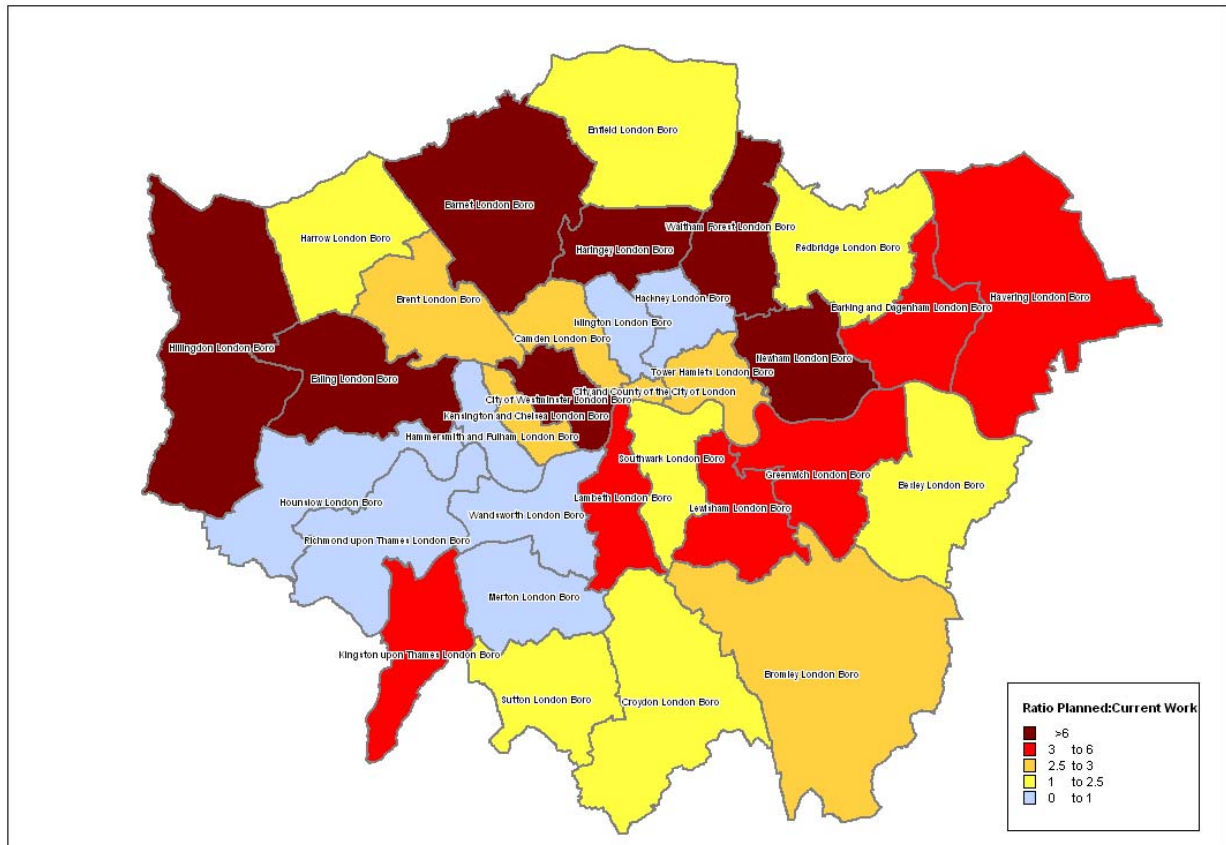 Enfield London Boro
Barnet London Boro
Waltham Forest London Boro
Harrow London Boro
Haringey London Boro
Redbridge London Boro
Brent London Boro
Hackney London Boro
Havering London Boro
Barking and Dagenham London Boro
Islington London Boro
Camden London Boro
Hillingdon London Boro
Newham London Boro
Tower Hamlets London Boro
Ealing London Boro
City and County of the City of London
City of Westminster London Boro
Kensington and Chelsea London Boro
Hammersmith and Fulham London Boro
Southwark London Boro
Greenwich London Boro
Bexley London Boro
Hounslow London Boro
Lambeth London Boro
Lewisham London Boro
Wandsworth London Boro
Richmond upon Thames London Boro
Merton London Boro
Kingston upon Thames London Boro
Bromley London Boro
Sutton London Boro
Croydon London Boro
Ratio Planned:Current Work
>6
3 to 6
2.5 to 3
1 to 2.5
0 to 1